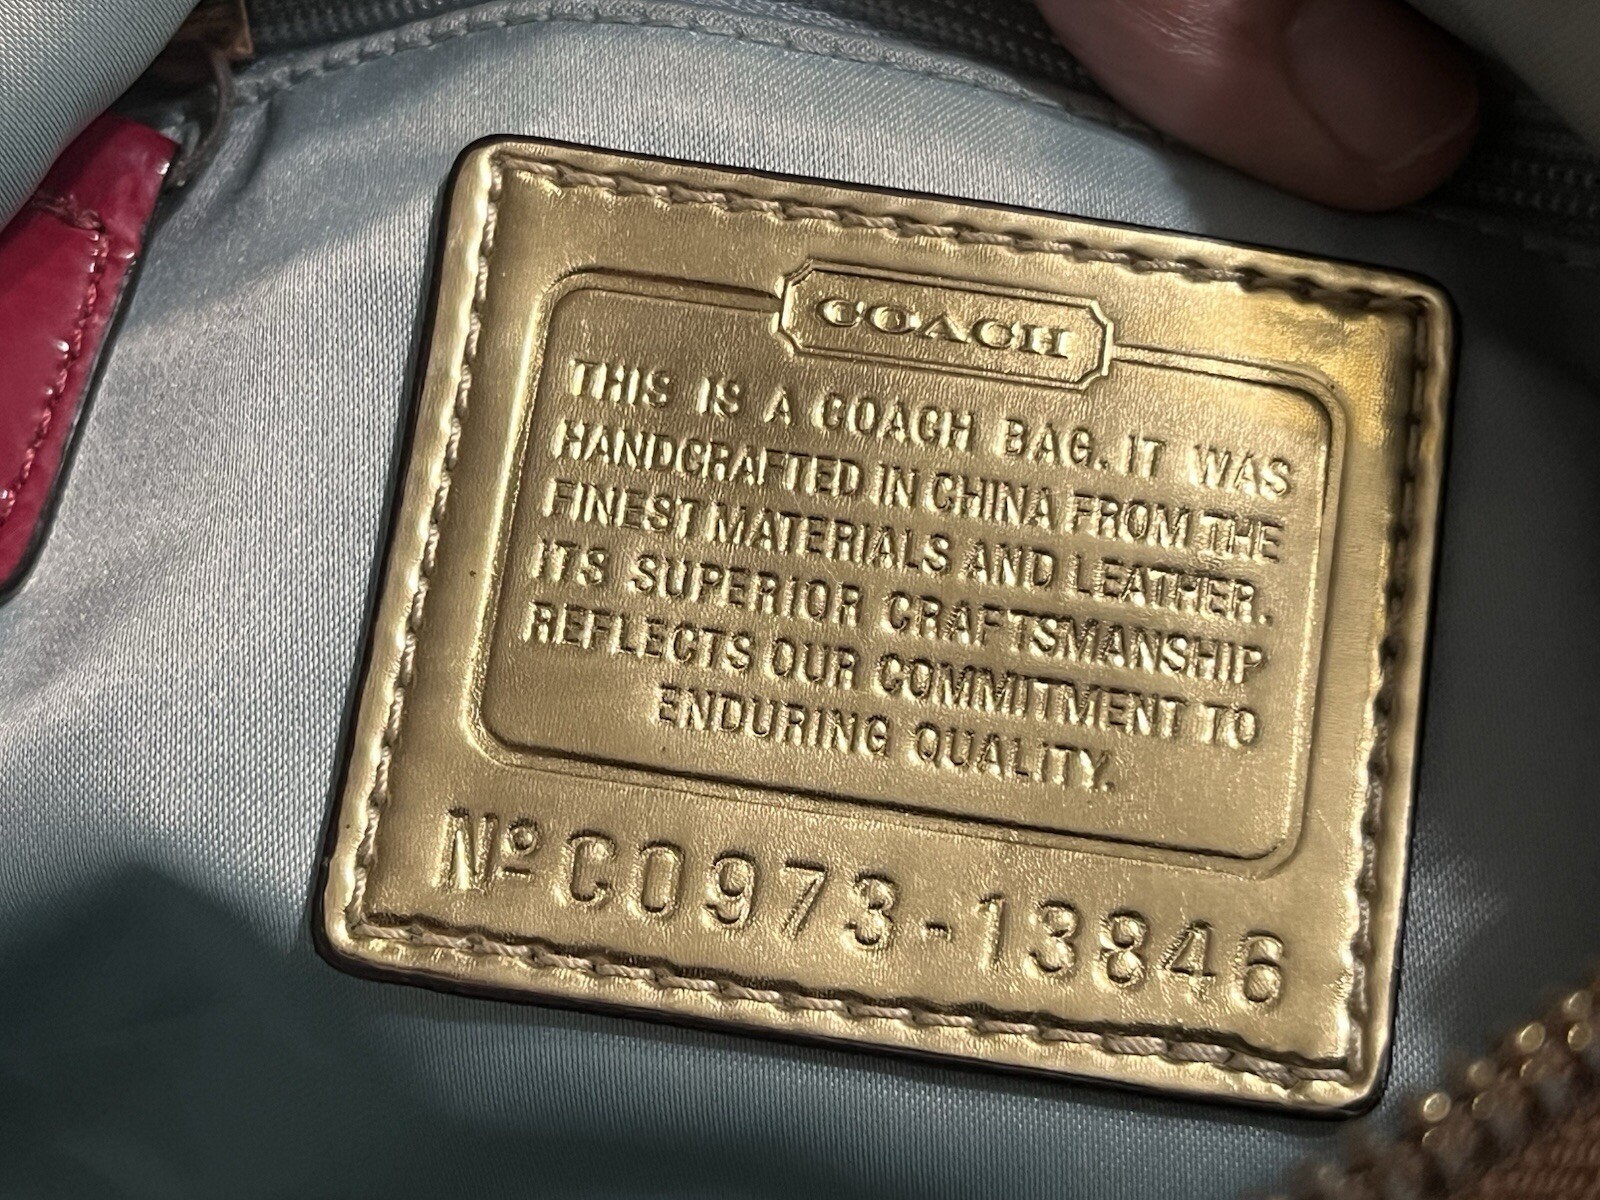 COACH
THIS IS A COACH BAG. IT WAS
HANDCRAFTED IN CHINA FROM THE
FINEST MATERIALS AND LEATHER.
ITS SUPERIOR CRAFTSMANSHIP
REFLECTS OUR COMMITMENT TO
ENDURING QUALITY.
Nº C0973-13846